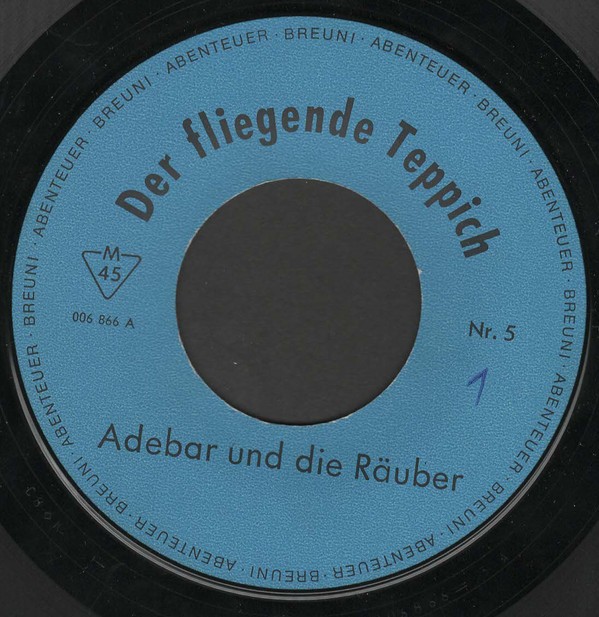 BREUNI · ABENTEUER · BREUNI · ABENTEUER · BREUNI · ABENTEUER · BREUNI · ABENTEUER · BREUNI · ABENTEUER · BREUNI · ABENTEUER · BREUNI · ABENTEUER ·
Der fliegende Teppich
M
45
006 866 A
Nr. 5
1
Adebar und die Räuber